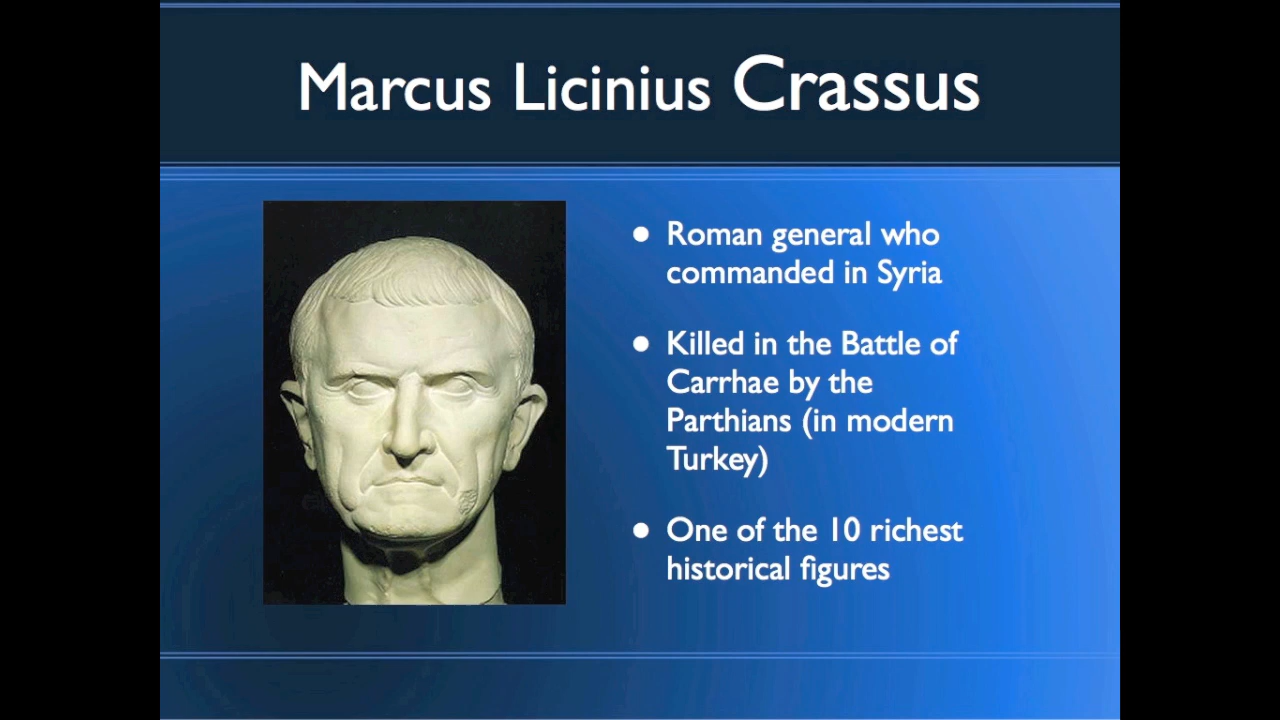 Marcus Licinius Crassus
• Roman general who
commanded in Syria
• Killed in the Battle of
Carrhae by the
Parthians (in modern
Turkey)
• One of the 10 richest
historical figures